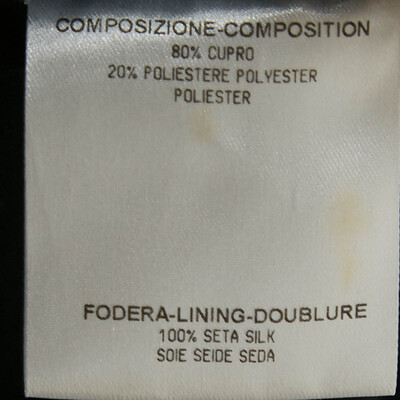 COMPOSIZIONE-COMPOSITION
80% CUPRO
20% POLIESTERE POLYESTER
POLIESTER
FODERA-LINING-DOUBLURE
100% SETA SILK
SOIE SEIDE SEDA